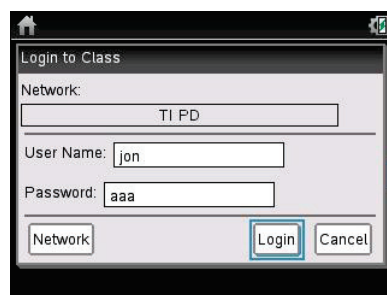 Login to Class
Network:
TI PD
User Name: jon
Password: aaa
Network Login Cancel